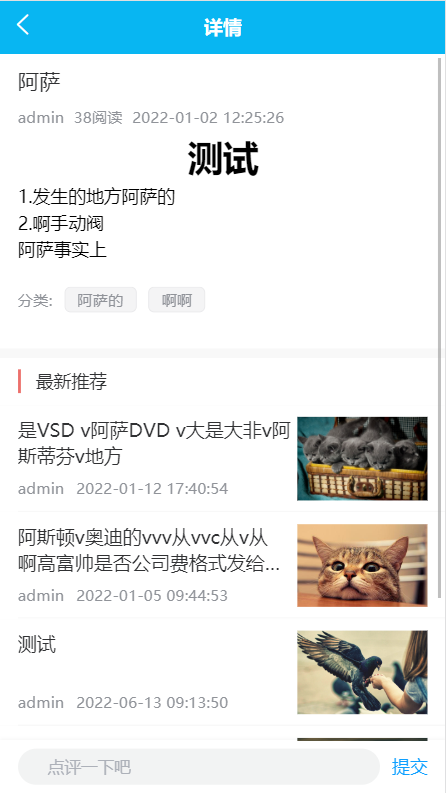 详情
阿萨
admin 38阅读 2022-01-02 12:25:26
测试
1.发生的地方阿萨的
2.啊手动阀
阿萨事实上
分类: 阿萨的 啊啊
最新推荐
是VSD v阿萨DVD v大是大非v阿
斯蒂芬v地方
admin 2022-01-12 17:40:54
阿斯顿v奥迪的vvv从vvc从v从
啊高富帅是否公司费格式发给...
admin 2022-01-05 09:44:53
测试
admin 2022-06-13 09:13:50
点评一下吧 提交